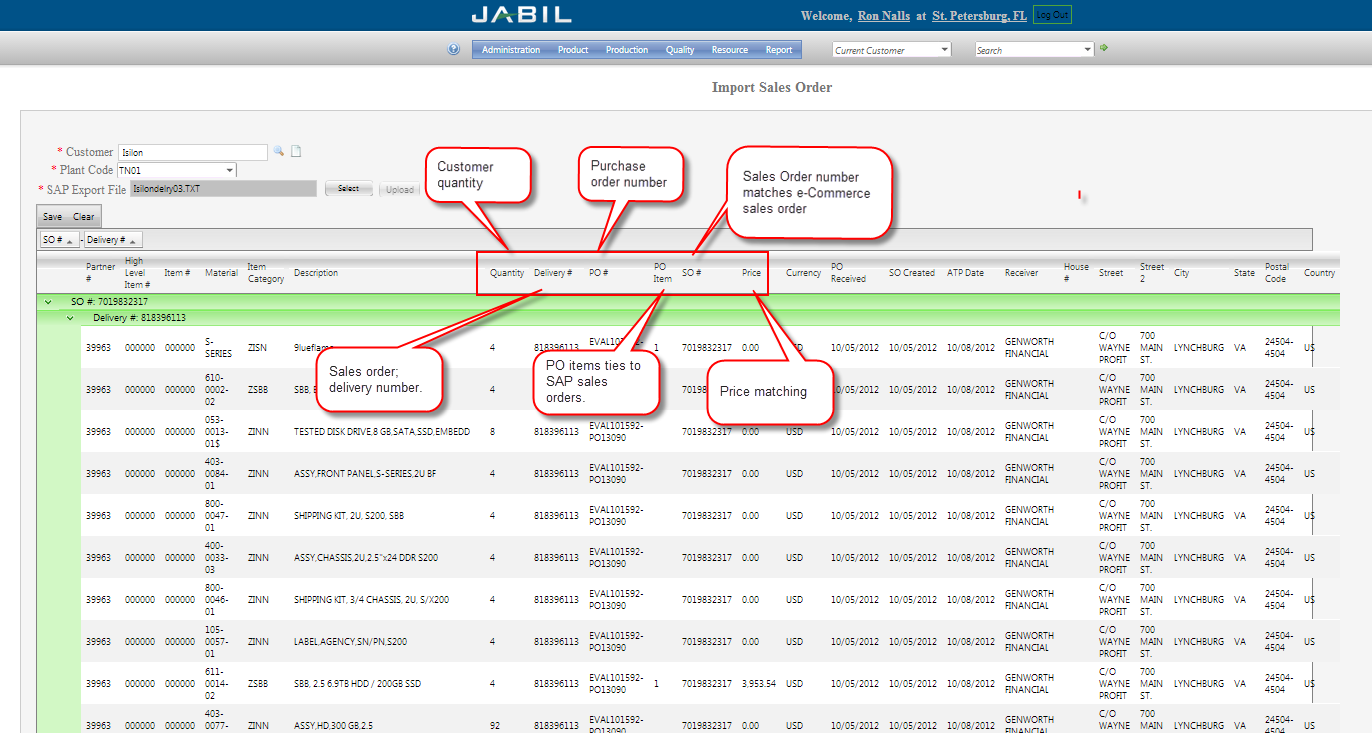 JABIL
Welcome, Ron Nalls at St. Petersburg, FL Log Out
Administration Product Production Quality Resource Report Current Customer Search
Import Sales Order
* Customer Isilon
* Plant Code TN01
* SAP Export File Isilondelry03.TXT Select Upload
Customer quantity
Purchase order number
Sales Order number matches e-Commerce sales order
Save Clear
SO # - Delivery #
Partner # High Level Item # Item # Material Item Category Description Quantity Delivery # PO # PO Item SO # Price Currency PO Received SO Created ATP Date Receiver House # Street Street 2 City State Postal Code Country
SO #: 7019832317
Delivery #: 818396113
Sales order; delivery number.
PO items ties to SAP sales orders.
Price matching
39963 000000 000000 S-SERIES ZISN 4 818396113 1 7019832317 0.00 10/05/2012 10/05/2012 10/08/2012 GENWORTH FINANCIAL C/O WAYNE PROFIT 700 MAIN ST. LYNCHBURG VA 24504-4504 US
39963 000000 000000 610-0002-02 ZSBB SBB, 4 10/05/2012 10/05/2012 10/08/2012 GENWORTH FINANCIAL C/O WAYNE PROFIT 700 MAIN ST. LYNCHBURG VA 24504-4504 US
39963 000000 000000 053-0013-01$ ZINN TESTED DISK DRIVE,8 GB,SATA,SSD,EMBEDD 8 818396113 EVAL101592-PO13090 7019832317 0.00 USD 10/05/2012 10/05/2012 10/08/2012 GENWORTH FINANCIAL C/O WAYNE PROFIT 700 MAIN ST. LYNCHBURG VA 24504-4504 US
39963 000000 000000 403-0084-01 ZINN ASSY,FRONT PANEL,S-SERIES,2U BF 4 818396113 EVAL101592-PO13090 7019832317 0.00 USD 10/05/2012 10/05/2012 10/08/2012 GENWORTH FINANCIAL C/O WAYNE PROFIT 700 MAIN ST. LYNCHBURG VA 24504-4504 US
39963 000000 000000 800-0047-01 ZINN SHIPPING KIT, 2U, S200, SBB 4 818396113 EVAL101592-PO13090 7019832317 0.00 USD 10/05/2012 10/05/2012 10/08/2012 GENWORTH FINANCIAL C/O WAYNE PROFIT 700 MAIN ST. LYNCHBURG VA 24504-4504 US
39963 000000 000000 400-0033-03 ZINN ASSY,CHASSIS,2U,2.5"x24 DDR S200 4 818396113 EVAL101592-PO13090 7019832317 0.00 USD 10/05/2012 10/05/2012 10/08/2012 GENWORTH FINANCIAL C/O WAYNE PROFIT 700 MAIN ST. LYNCHBURG VA 24504-4504 US
39963 000000 000000 800-0046-01 ZINN SHIPPING KIT, 3/4 CHASSIS, 2U, S/X200 4 818396113 EVAL101592-PO13090 7019832317 0.00 USD 10/05/2012 10/05/2012 10/08/2012 GENWORTH FINANCIAL C/O WAYNE PROFIT 700 MAIN ST. LYNCHBURG VA 24504-4504 US
39963 000000 000000 105-0057-01 ZINN LABEL,AGENCY,SN/PN,S200 4 818396113 EVAL101592-PO13090 7019832317 0.00 USD 10/05/2012 10/05/2012 10/08/2012 GENWORTH FINANCIAL C/O WAYNE PROFIT 700 MAIN ST. LYNCHBURG VA 24504-4504 US
39963 000000 000000 611-0014-02 ZSBB SBB, 2.5 6.9TB HDD / 200GB SSD 4 818396113 EVAL101592-PO13090 1 7019832317 3,953.54 USD 10/05/2012 10/05/2012 10/08/2012 GENWORTH FINANCIAL C/O WAYNE PROFIT 700 MAIN ST. LYNCHBURG VA 24504-4504 US
39963 000000 000000 403-0077- ZINN ASSY,HD,300 GB,2.5 92 818396113 EVAL101592-PO13090 7019832317 0.00 USD 10/05/2012 10/05/2012 10/08/2012 GENWORTH FINANCIAL C/O WAYNE 700 MAIN LYNCHBURG VA 24504-4504 US